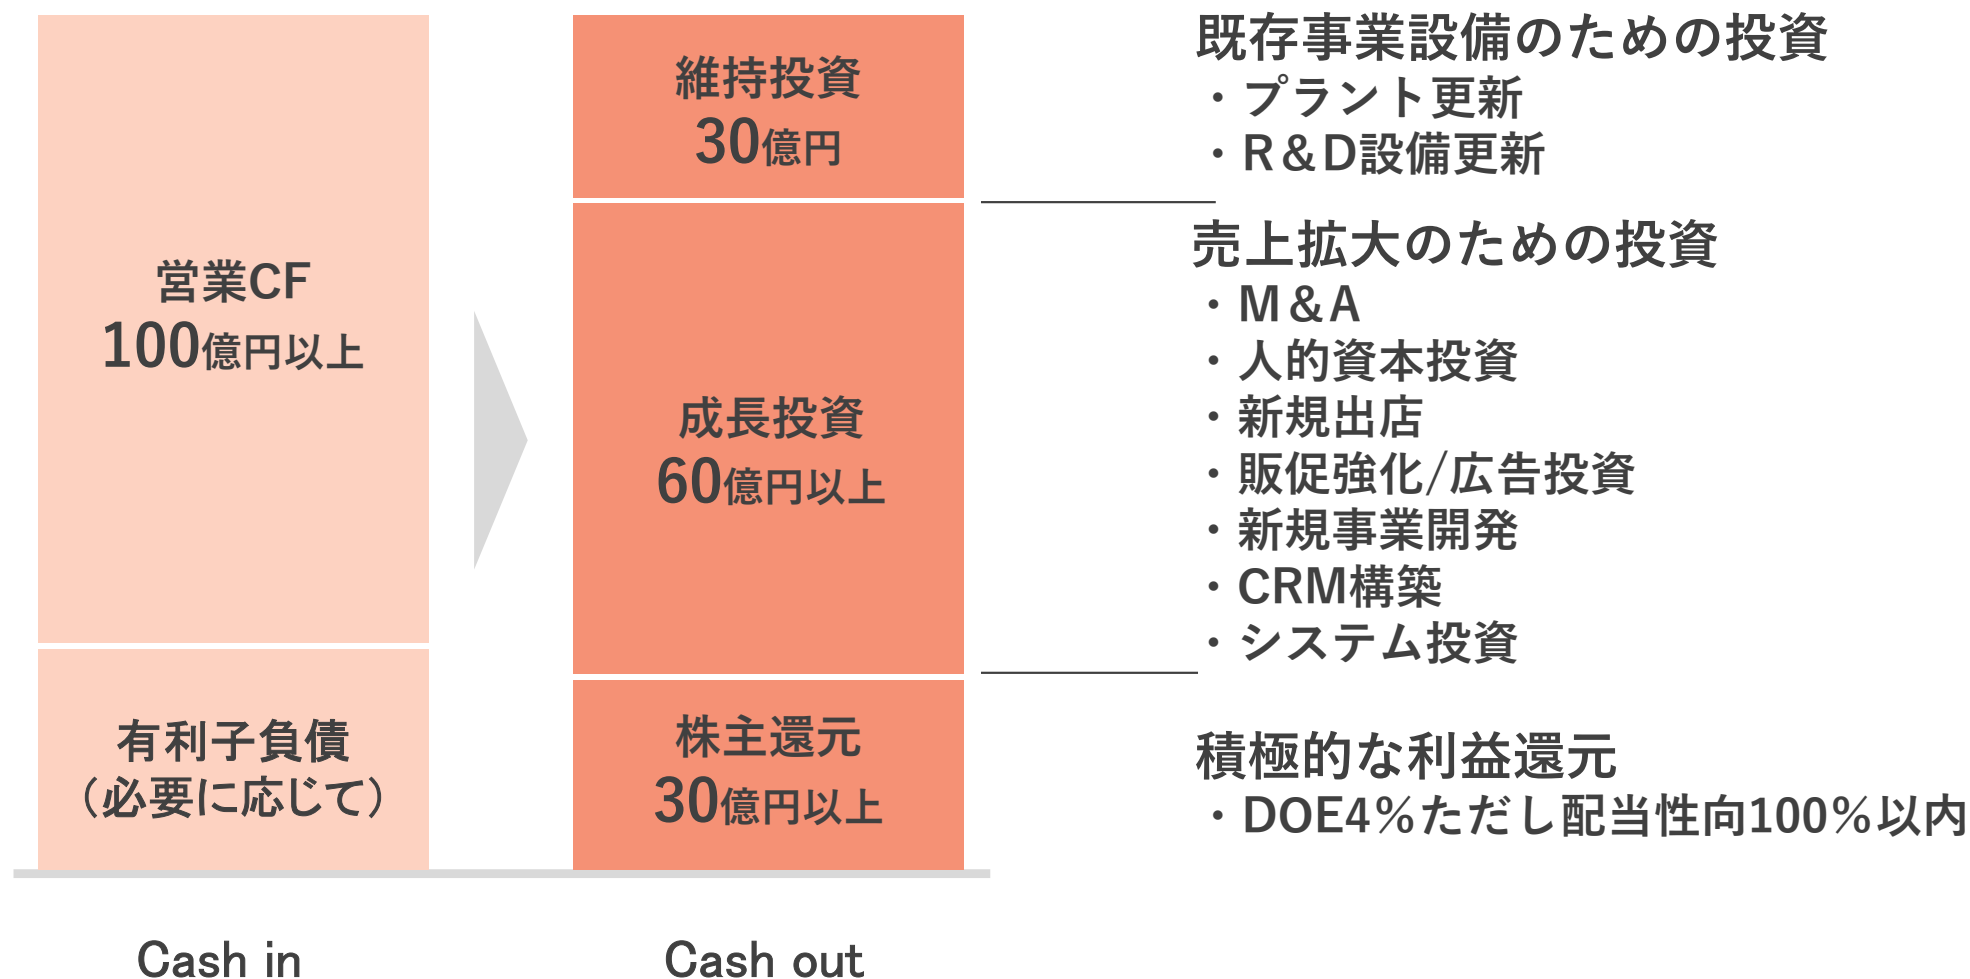 営業CF
100億円以上
有利子負債
（必要に応じて）
Cash in
維持投資
30億円
成長投資
60億円以上
株主還元
30億円以上
Cash out
既存事業設備のための投資
・プラント更新
・R＆D設備更新
売上拡大のための投資
・M＆A
・人的資本投資
・新規出店
・販促強化/広告投資
・新規事業開発
・CRM構築
・システム投資
積極的な利益還元
・DOE4％ただし配当性向100％以内